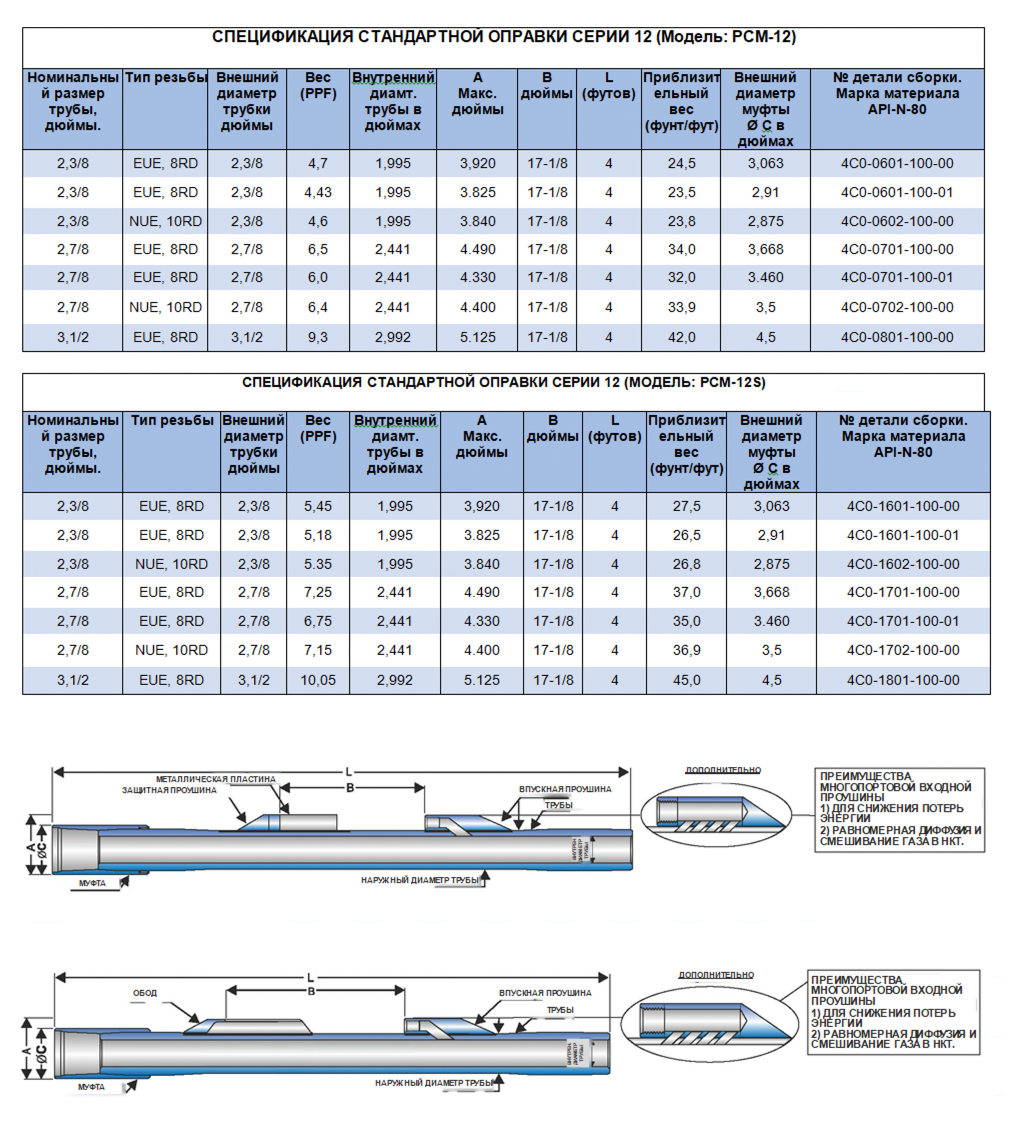 СПЕЦИФИКАЦИЯ СТАНДАРТНОЙ ОПРАВКИ СЕРИИ 12 (Модель: PCM-12)
Номинальны Тип резьбы Внешний Вес Внутренний A B L Приблизит Внешний № детали сборки.
й размер диаметр (PPF) диамт. Макс. дюймы (футов) ельный диаметр Марка материала
трубы, трубки трубы в дюймы вес муфты API-N-80
дюймы. дюймы дюймах (фунт/фут) Ø C в
дюймах
2,3/8 EUE, 8RD 2,3/8 4,7 1,995 3,920 17-1/8 4 24,5 3,063 4C0-0601-100-00
2,3/8 EUE, 8RD 2,3/8 4,43 1,995 3.825 17-1/8 4 23,5 2,91 4C0-0601-100-01
2,3/8 NUE, 10RD 2,3/8 4,6 1,995 3.840 17-1/8 4 23,8 2,875 4C0-0602-100-00
2,7/8 EUE, 8RD 2,7/8 6,5 2,441 4.490 17-1/8 4 34,0 3,668 4C0-0701-100-00
2,7/8 EUE, 8RD 2,7/8 6,0 2,441 4.330 17-1/8 4 32,0 3.460 4C0-0701-100-01
2,7/8 NUE, 10RD 2,7/8 6,4 2,441 4.400 17-1/8 4 33,9 3,5 4C0-0702-100-00
3,1/2 EUE, 8RD 3,1/2 9,3 2,992 5.125 17-1/8 4 42,0 4,5 4C0-0801-100-00
СПЕЦИФИКАЦИЯ СТАНДАРТНОЙ ОПРАВКИ СЕРИИ 12 (МОДЕЛЬ: PCM-12S)
Номинальны Тип резьбы Внешний Вес Внутренний A B L Приблизит Внешний № детали сборки.
й размер диаметр (PPF) диамт. Макс. дюймы (футов) ельный диаметр Марка материала
трубы, трубки трубы в дюймы вес муфты API-N-80
дюймы. дюймы дюймах (фунт/фут) Ø C в
дюймах
2,3/8 EUE, 8RD 2,3/8 5,45 1,995 3,920 17-1/8 4 27,5 3,063 4C0-1601-100-00
2,3/8 EUE, 8RD 2,3/8 5,18 1,995 3.825 17-1/8 4 26,5 2,91 4C0-1601-100-01
2,3/8 NUE, 10RD 2,3/8 5.35 1,995 3.840 17-1/8 4 26,8 2,875 4C0-1602-100-00
2,7/8 EUE, 8RD 2,7/8 7,25 2,441 4.490 17-1/8 4 37,0 3,668 4C0-1701-100-00
2,7/8 EUE, 8RD 2,7/8 6,75 2,441 4.330 17-1/8 4 35,0 3.460 4C0-1701-100-01
2,7/8 NUE, 10RD 2,7/8 7,15 2,441 4.400 17-1/8 4 36,9 3,5 4C0-1702-100-00
3,1/2 EUE, 8RD 3,1/2 10,05 2,992 5.125 17-1/8 4 45,0 4,5 4C0-1801-100-00
L
МЕТАЛЛИЧЕСКАЯ ПЛАСТИНА
ЗАЩИТНАЯ ПРОУШИНА
B
ВПУСКНАЯ ПРОУШИНА
ТРУБЫ
A
ØC
ВНУТРЕН. ДИАМЕТР ТРУБЫ
МУФТА
НАРУЖНЫЙ ДИАМЕТР ТРУБЫ
ДОПОЛНИТЕЛЬНО
ПРЕИМУЩЕСТВА
МНОГОПОРТОВОЙ ВХОДНОЙ
ПРОУШИНЫ
1) ДЛЯ СНИЖЕНИЯ ПОТЕРЬ
ЭНЕРГИИ
2) РАВНОМЕРНАЯ ДИФФУЗИЯ И
СМЕШИВАНИЕ ГАЗА В НКТ.
L
ОБОД
B
ВПУСКНАЯ ПРОУШИНА
ТРУБЫ
A
ØC
ВНУТРЕН. ДИАМЕТР ТРУБЫ
МУФТА
НАРУЖНЫЙ ДИАМЕТР ТРУБЫ
ДОПОЛНИТЕЛЬНО
ПРЕИМУЩЕСТВА
МНОГОПОРТОВОЙ ВХОДНОЙ
ПРОУШИНЫ
1) ДЛЯ СНИЖЕНИЯ ПОТЕРЬ
ЭНЕРГИИ
2) РАВНОМЕРНАЯ ДИФФУЗИЯ И
СМЕШИВАНИЕ ГАЗА В НКТ.